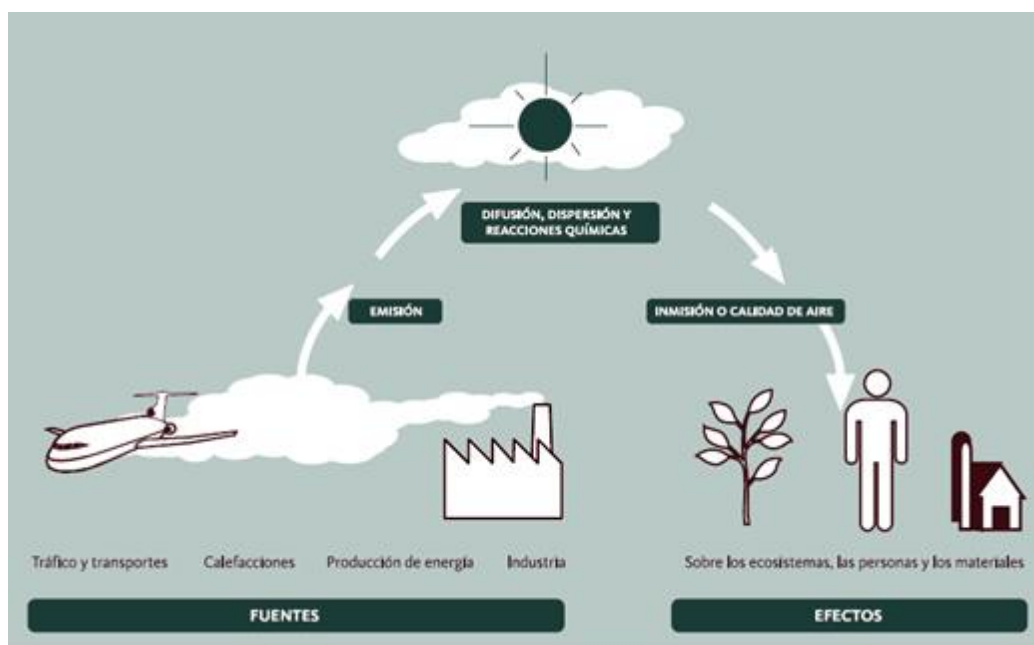 DIFUSIÓN, DISPERSIÓN Y
REACCIONES QUÍMICAS
EMISIÓN
INMISIÓN O CALIDAD DE AIRE
Tráfico y transportes
Calefacciones
Producción de energía
Industria
Sobre los ecosistemas, las personas y los materiales
FUENTES
EFECTOS